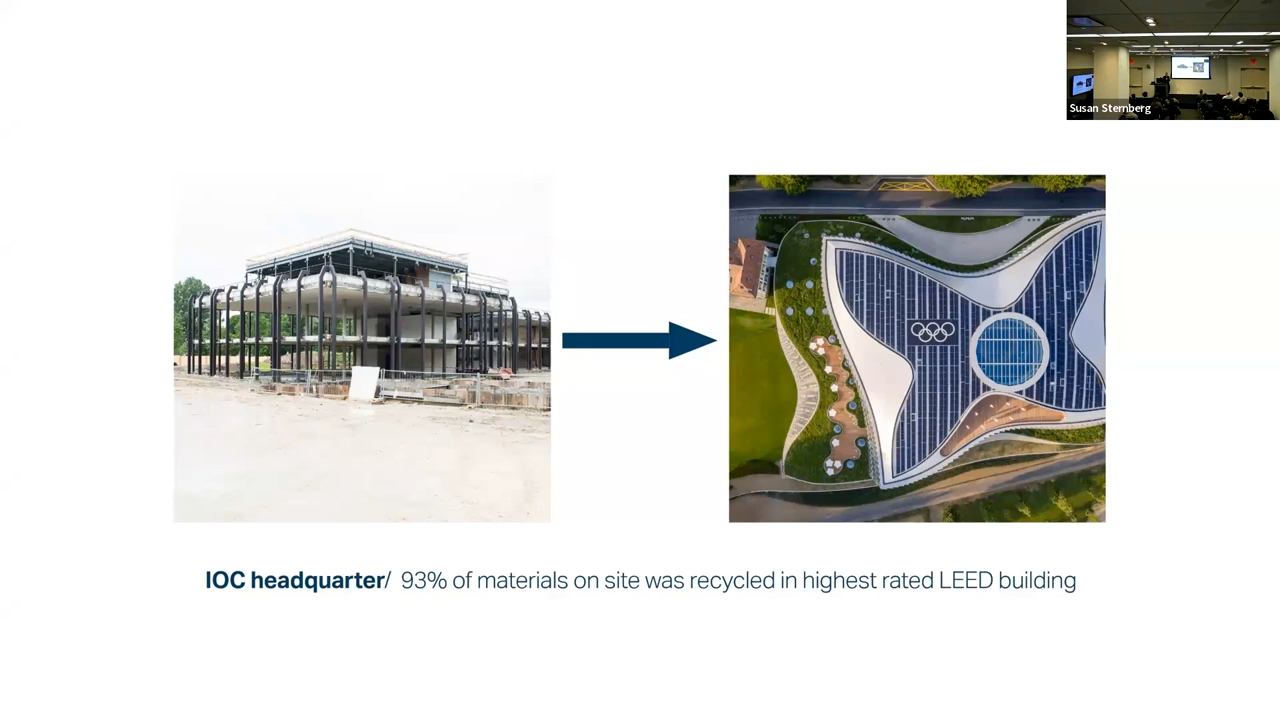 Susan Sternberg
IOC headquarter/ 93% of materials on site was recycled in highest rated LEED building